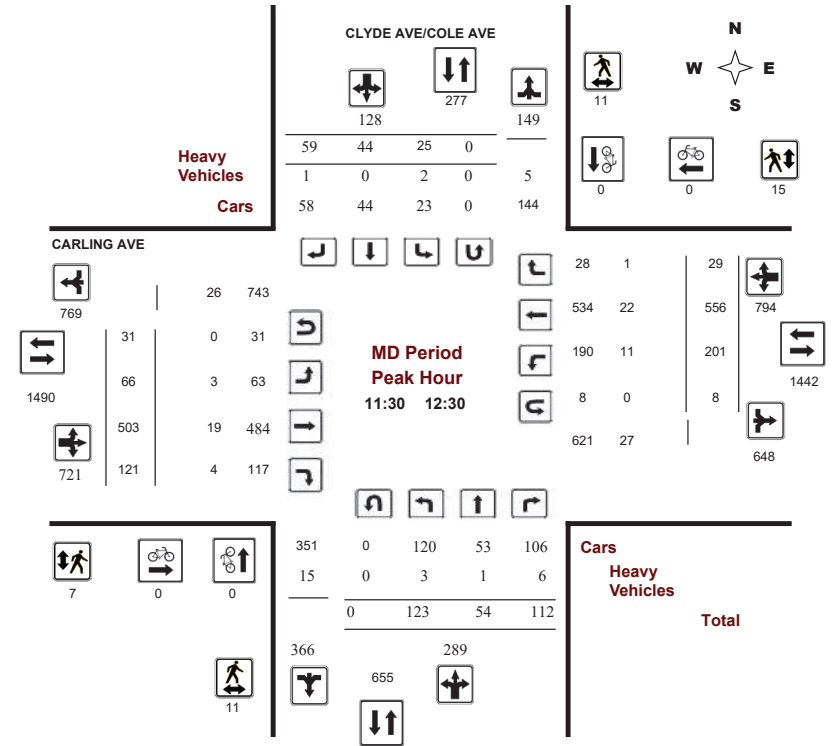 CLYDE AVE/COLE AVE
N
W E
S
277
11
128
149
59 44 25 0
Heavy
Vehicles
1 0 2 0 5
Cars
58 44 23 0 144
0 0 15
CARLING AVE
769
26 743
28 1 29
794
534 22 556
31 0 31
MD Period
Peak Hour
11:30 12:30
190 11 201
1442
1490
66 3 63
8 0 8
503 19 484
621 27
648
721
121 4 117
351 0 120 53 106
Cars
15 0 3 1 6
Heavy
Vehicles
0 123 54 112
Total
7 0 0
366
289
655
11